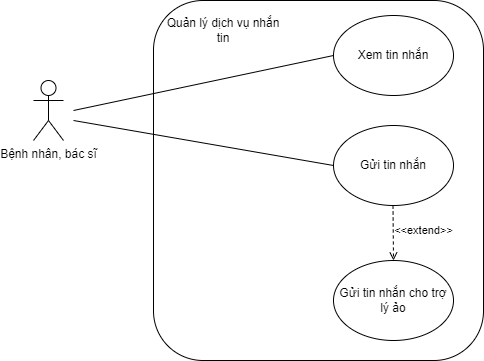 Quản lý dịch vụ nhắn
tin
Xem tin nhắn
Bệnh nhân, bác sĩ
Gửi tin nhắn
<<extend>>
Gửi tin nhắn cho trợ
lý ảo